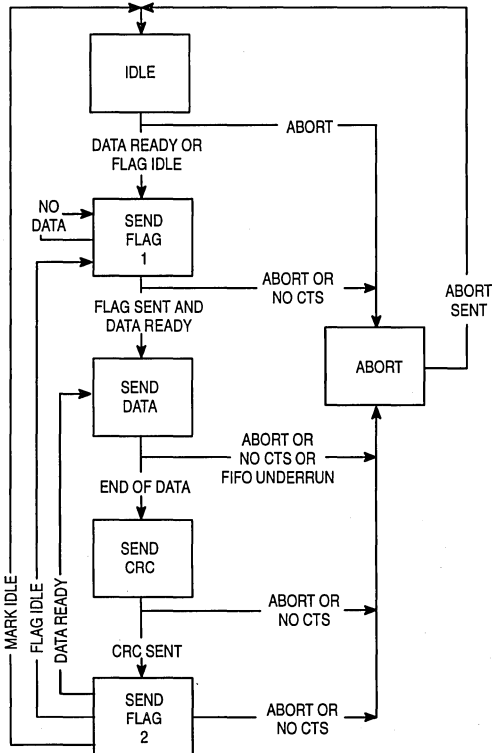 IDLE
ABORT
DATA READY OR
FLAG IDLE
NO
DATA
SEND
FLAG
1
ABORT OR
NO CTS
ABORT
SENT
FLAG SENT AND
DATA READY
ABORT
SEND
DATA
ABORT OR
NO CTS OR
FIFO UNDERRUN
END OF DATA
SEND
CRC
MARK IDLE
FLAG IDLE
DATA READY
ABORT OR
NO CTS
CRC SENT
SEND
FLAG
2
ABORT OR
NO CTS